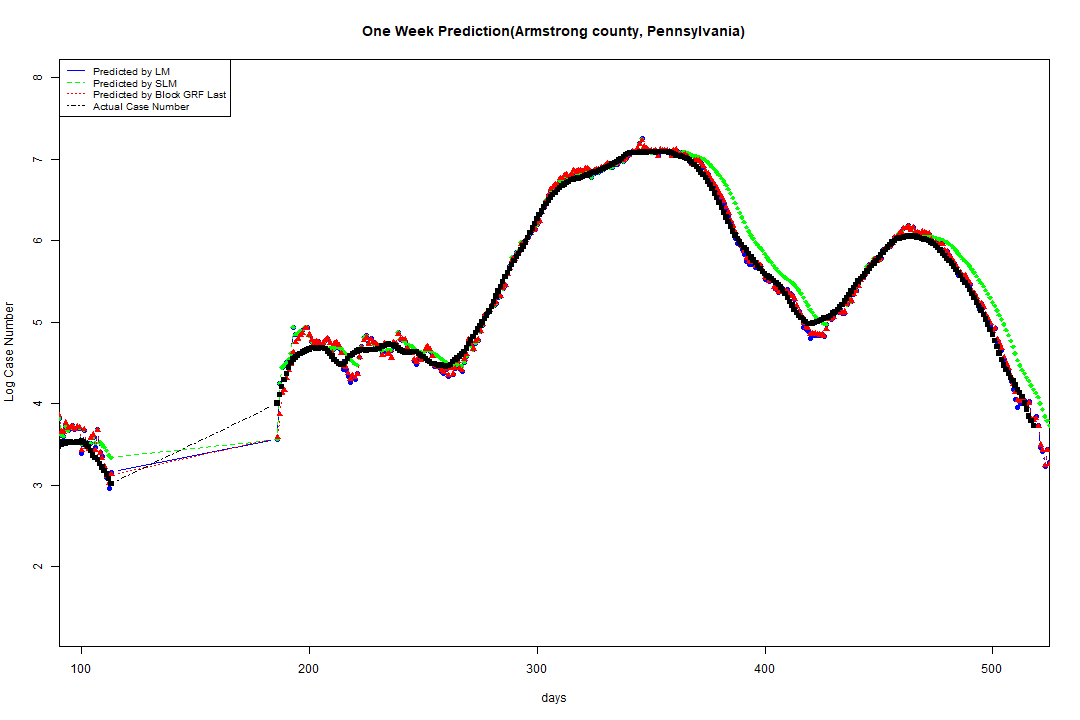 One Week Prediction(Armstrong county, Pennsylvania)
Predicted by LM
Predicted by SLM
Predicted by Block GRF Last
Actual Case Number
8
7
6
5
4
3
2
Log Case Number
100 200 300 400 500
days